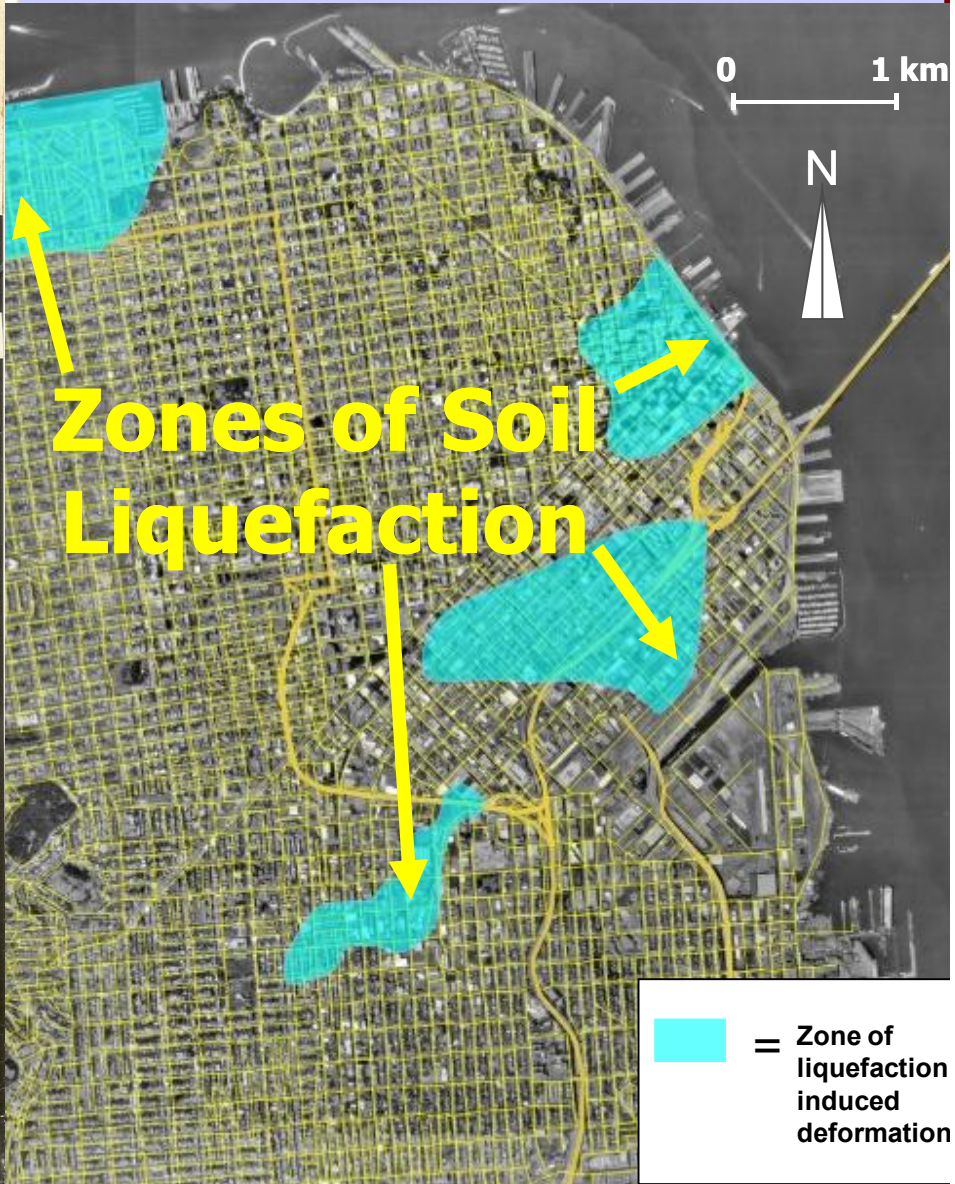 0 1 km
N
Zones of Soil
Liquefaction
= Zone of
liquefaction
induced
deformation